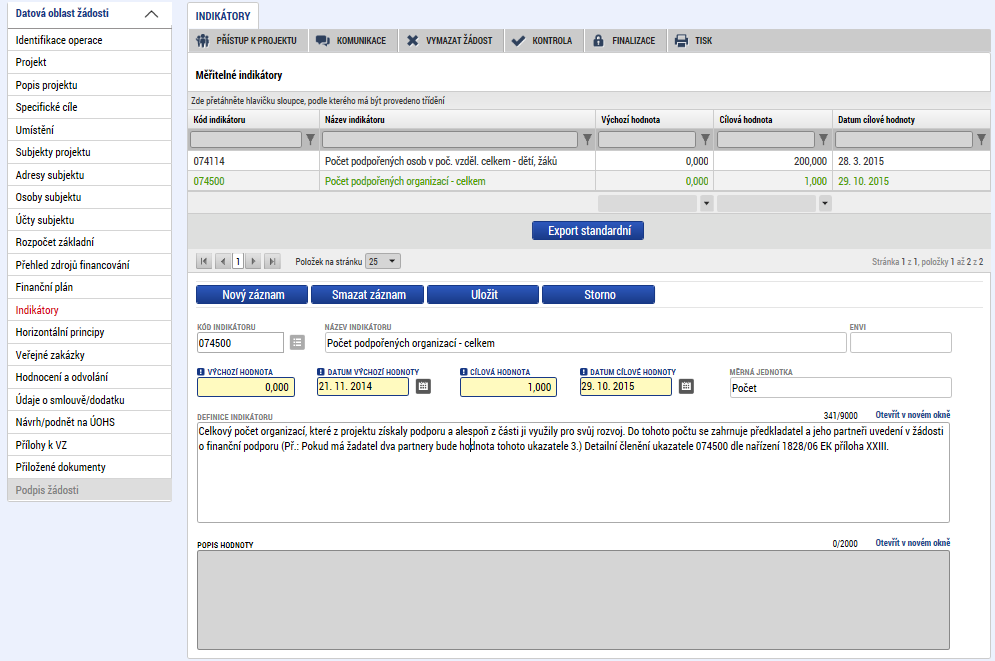 Datová oblast žádosti
Identifikace operace
Projekt
Popis projektu
Specifické cíle
Umístění
Subjekty projektu
Adresy subjektu
Osoby subjektu
Účty subjektu
Rozpočet základní
Přehled zdrojů financování
Finanční plán
Indikátory
Horizontální principy
Veřejné zakázky
Hodnocení a odvolání
Údaje o smlouvě/dodatku
Návrh/podnět na ÚOHS
Přílohy k VZ
Přiložené dokumenty
Podpis žádosti
INDIKÁTORY
PŘÍSTUP K PROJEKTU KOMUNIKACE VYMAZAT ŽÁDOST KONTROLA FINALIZACE TISK
Měřitelné indikátory
Zde přetáhněte hlavičku sloupce, podle kterého má být provedeno třídění
Kód indikátoru Název indikátoru Výchozí hodnota Cílová hodnota Datum cílové hodnoty
074114 Počet podpořených osob v poč. vzděl. celkem - dětí, žáků 0,000 200,000 28. 3. 2015
074500 Počet podpořených organizací - celkem 0,000 1,000 29. 10. 2015
Export standardní
1 Položek na stránku 25 Stránka 1 z 1, položky 1 až 2 z 2
Nový záznam Smazat záznam Uložit Storno
KÓD INDIKÁTORU NÁZEV INDIKÁTORU ENVI
074500 Počet podpořených organizací - celkem
VÝCHOZÍ HODNOTA DATUM VÝCHOZÍ HODNOTY CÍLOVÁ HODNOTA DATUM CÍLOVÉ HODNOTY MĚRNÁ JEDNOTKA
0,000 21. 11. 2014 1,000 29. 10. 2015 Počet
DEFINICE INDIKÁTORU 341/9000 Otevřít v novém okně
Celkový počet organizací, které z projektu získaly podporu a alespoň z části ji využily pro svůj rozvoj. Do tohoto počtu se zahrnuje předkladatel a jeho partneři uvedení v žádosti
o finanční podporu (Př.: Pokud má žadatel dva partnery bude hodnota tohoto ukazatele 3.) Detailní členění ukazatele 074500 dle nařízení 1828/06 EK příloha XXIII.
POPIS HODNOTY 0/2000 Otevřít v novém okně